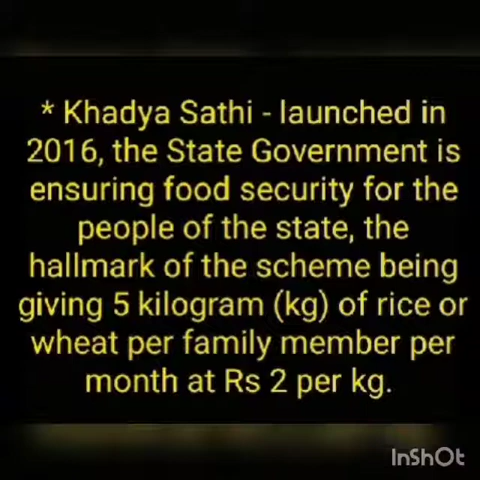 * Khadya Sathi - launched in
2016, the State Government is
ensuring food security for the
people of the state, the
hallmark of the scheme being
giving 5 kilogram (kg) of rice or
wheat per family member per
month at Rs 2 per kg.
InShOt